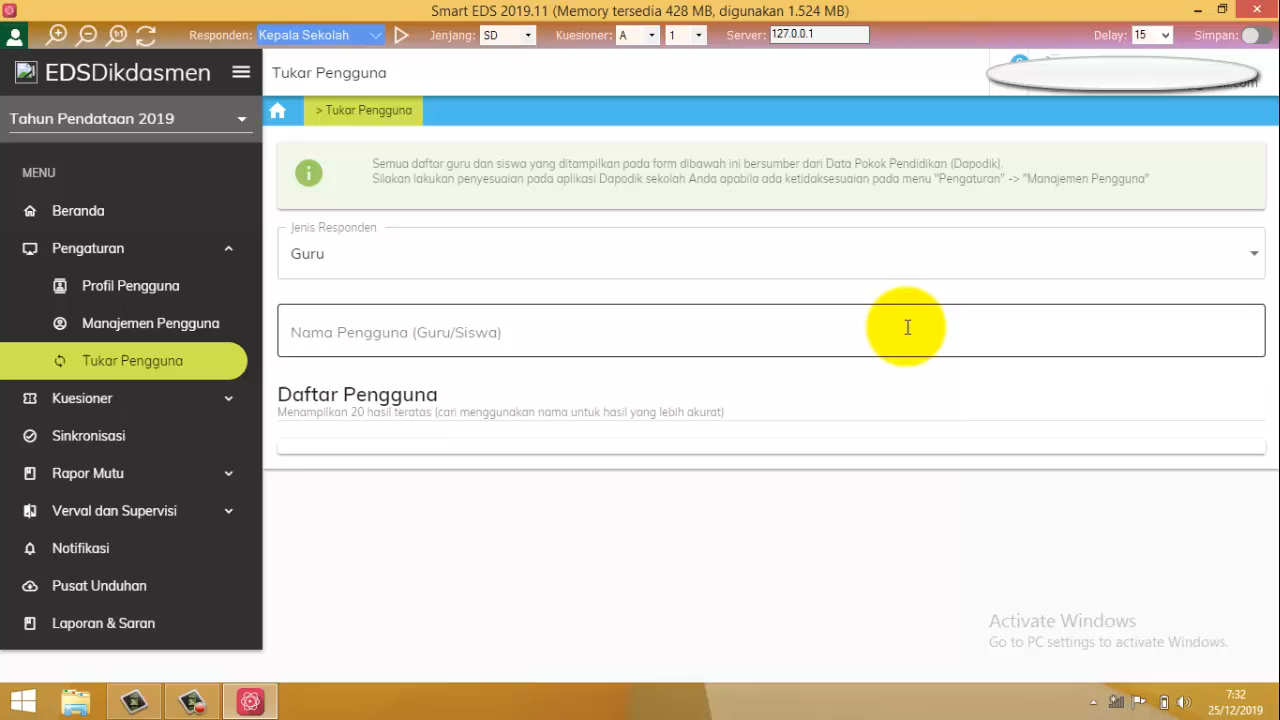 Smart EDS 2019.11 (Memory tersedia 428 MB, digunakan 1.524 MB)
Responden: Kepala Sekolah Jenjang: SD Kuesioner: A 1 Server: 127.0.0.1 Delay: 15 Simpan:
EDSDikdasmen
Tukar Pengguna
Tahun Pendataan 2019
> Tukar Pengguna
MENU
Beranda
Pengaturan
Profil Pengguna
Manajemen Pengguna
Tukar Pengguna
Kuesioner
Sinkronisasi
Rapor Mutu
Verval dan Supervisi
Notifikasi
Pusat Unduhan
Laporan & Saran
Semua daftar guru dan siswa yang ditampilkan pada form dibawah ini bersumber dari Data Pokok Pendidikan (Dapodik).
Silakan lakukan penyesuaian pada aplikasi Dapodik sekolah Anda apabila ada ketidaksesuaian pada menu "Pengaturan" -> "Manajemen Pengguna"
Jenis Responden
Guru
Nama Pengguna (Guru/Siswa)
Daftar Pengguna
Menampilkan 20 hasil teratas (cari menggunakan nama untuk hasil yang lebih akurat)
Activate Windows
Go to PC settings to activate Windows.
7:32
25/12/2019